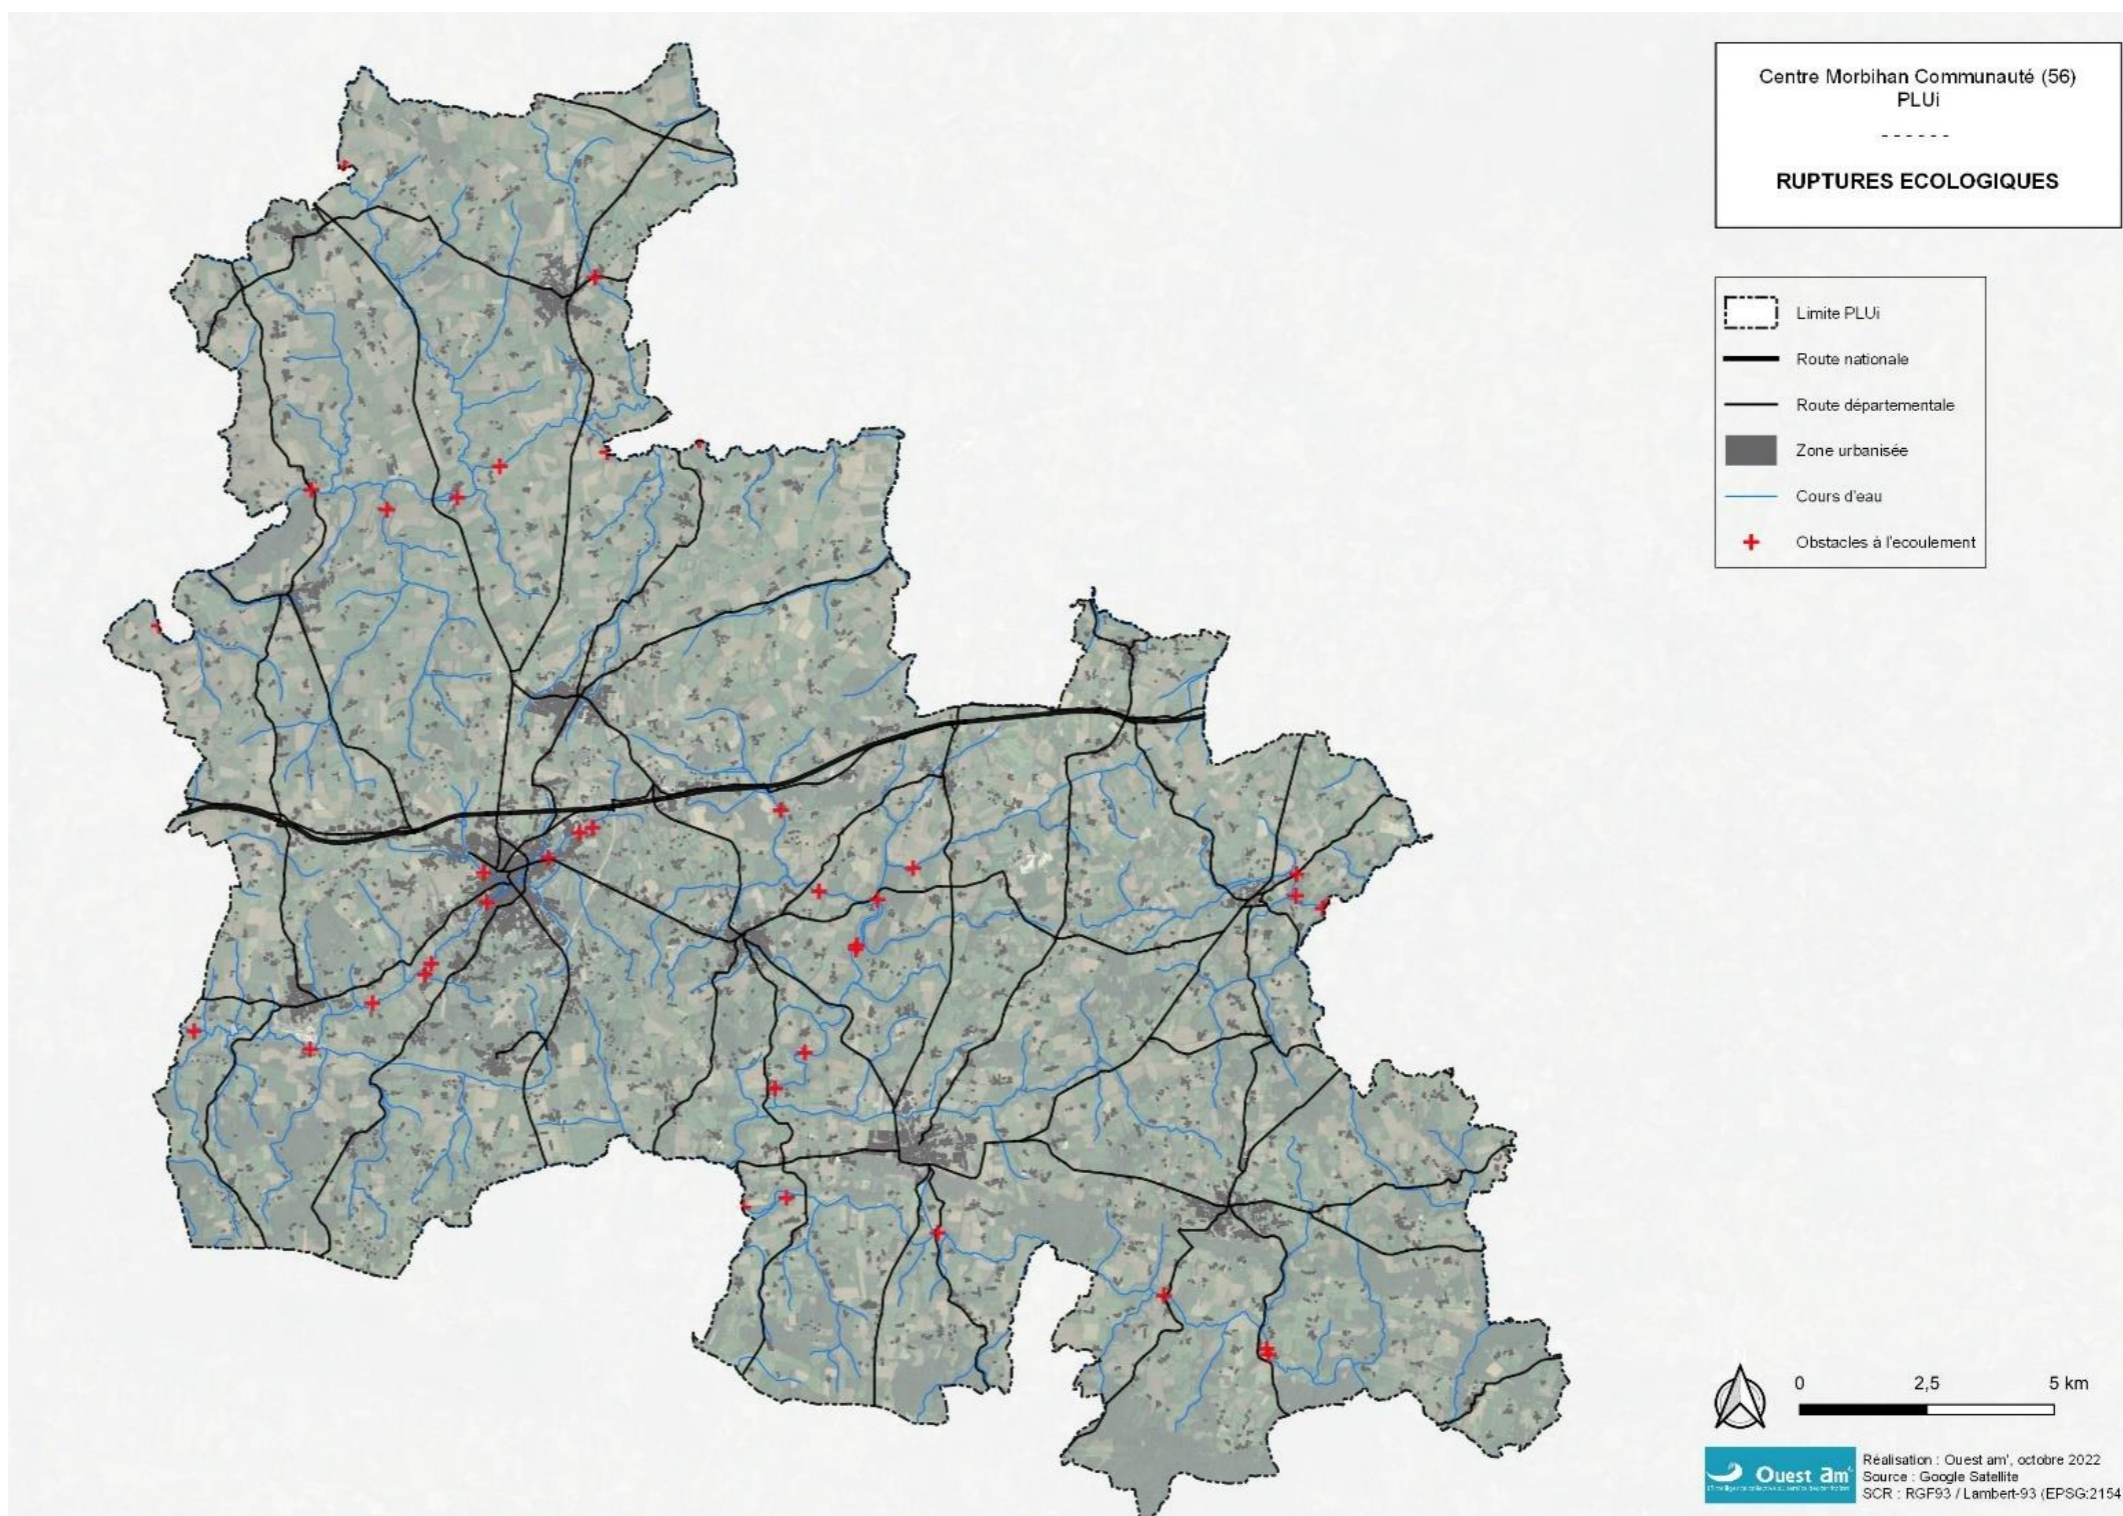 Centre Morbihan Communauté (56)
PLUi
- - - - - -
RUPTURES ECOLOGIQUES
Limite PLUi
Route nationale
Route départementale
Zone urbanisée
Cours d'eau
Obstacles à l'ecoulement
0 2,5 5 km
Ouest am'
Réalisation : Ouest am', octobre 2022
Source : Google Satellite
SCR : RGF93 / Lambert-93 (EPSG:2154